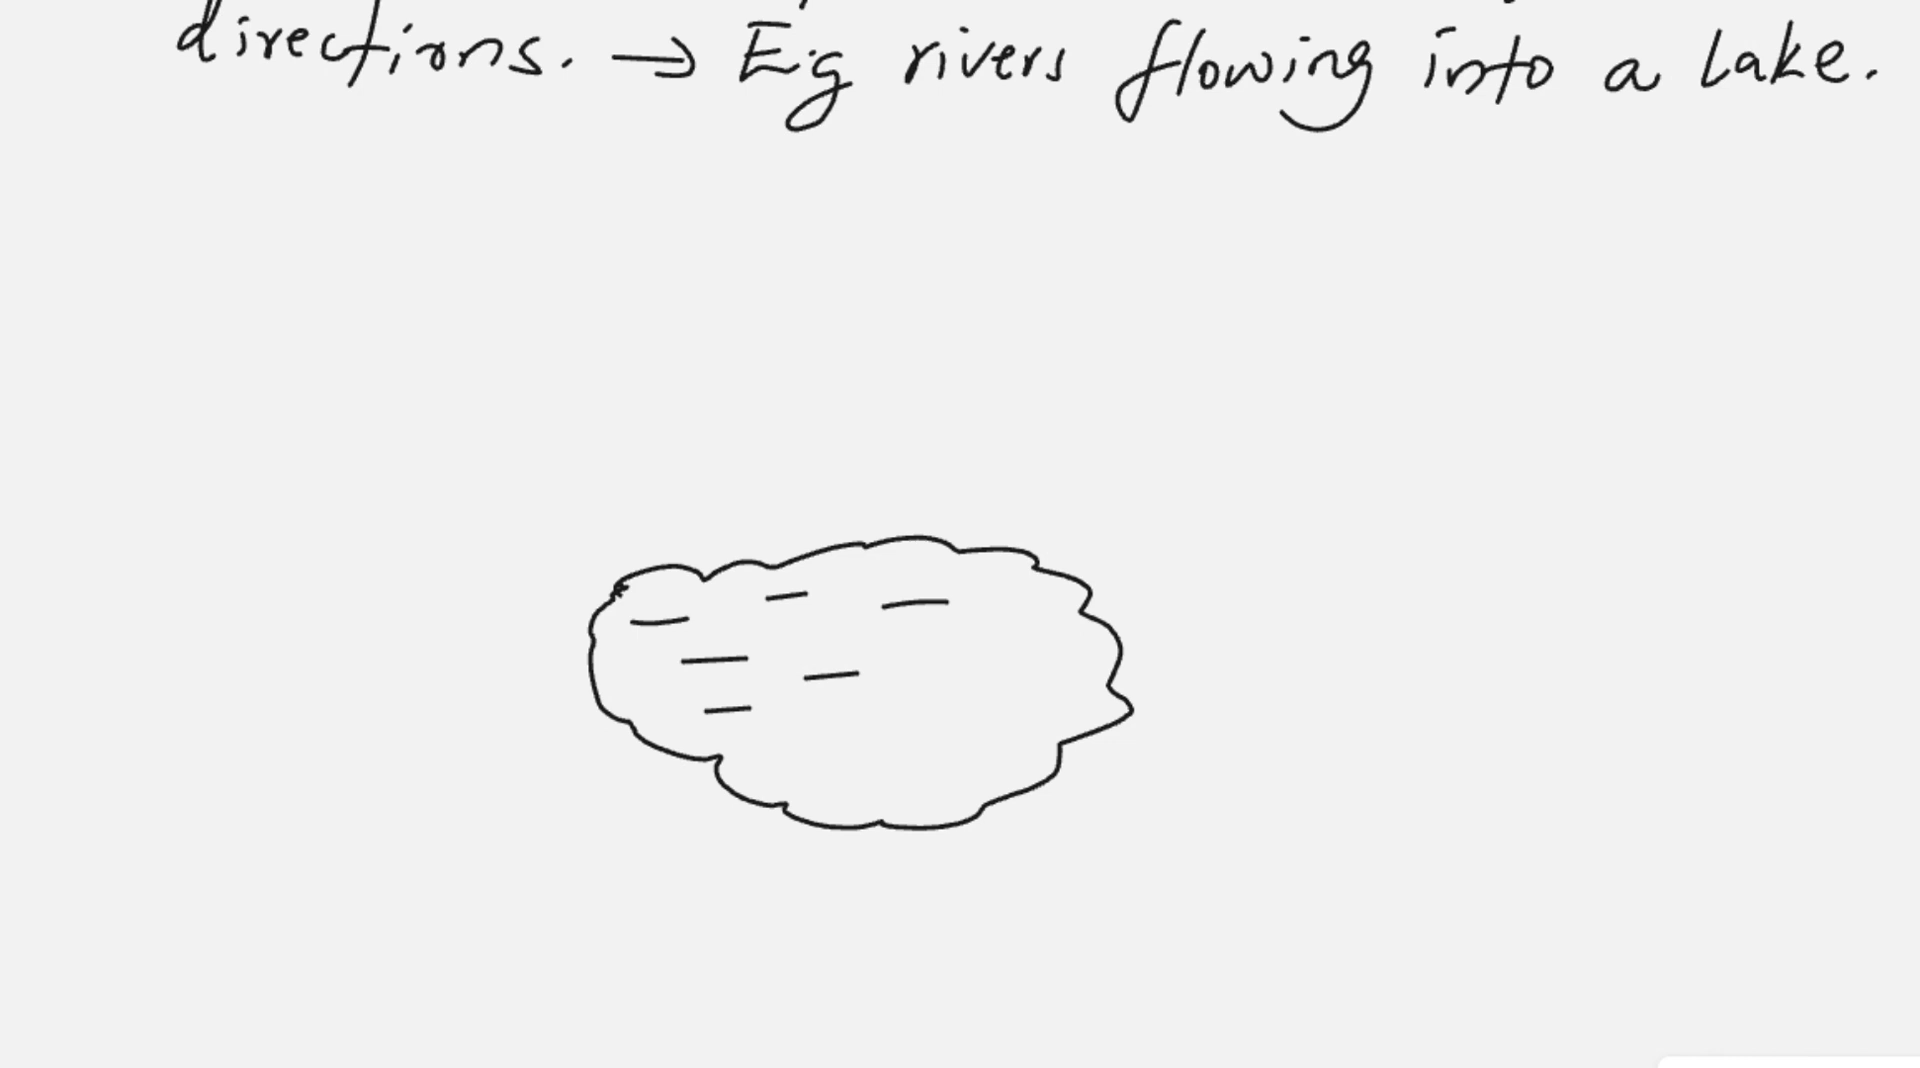 directions. → E.g rivers flowing into a lake.